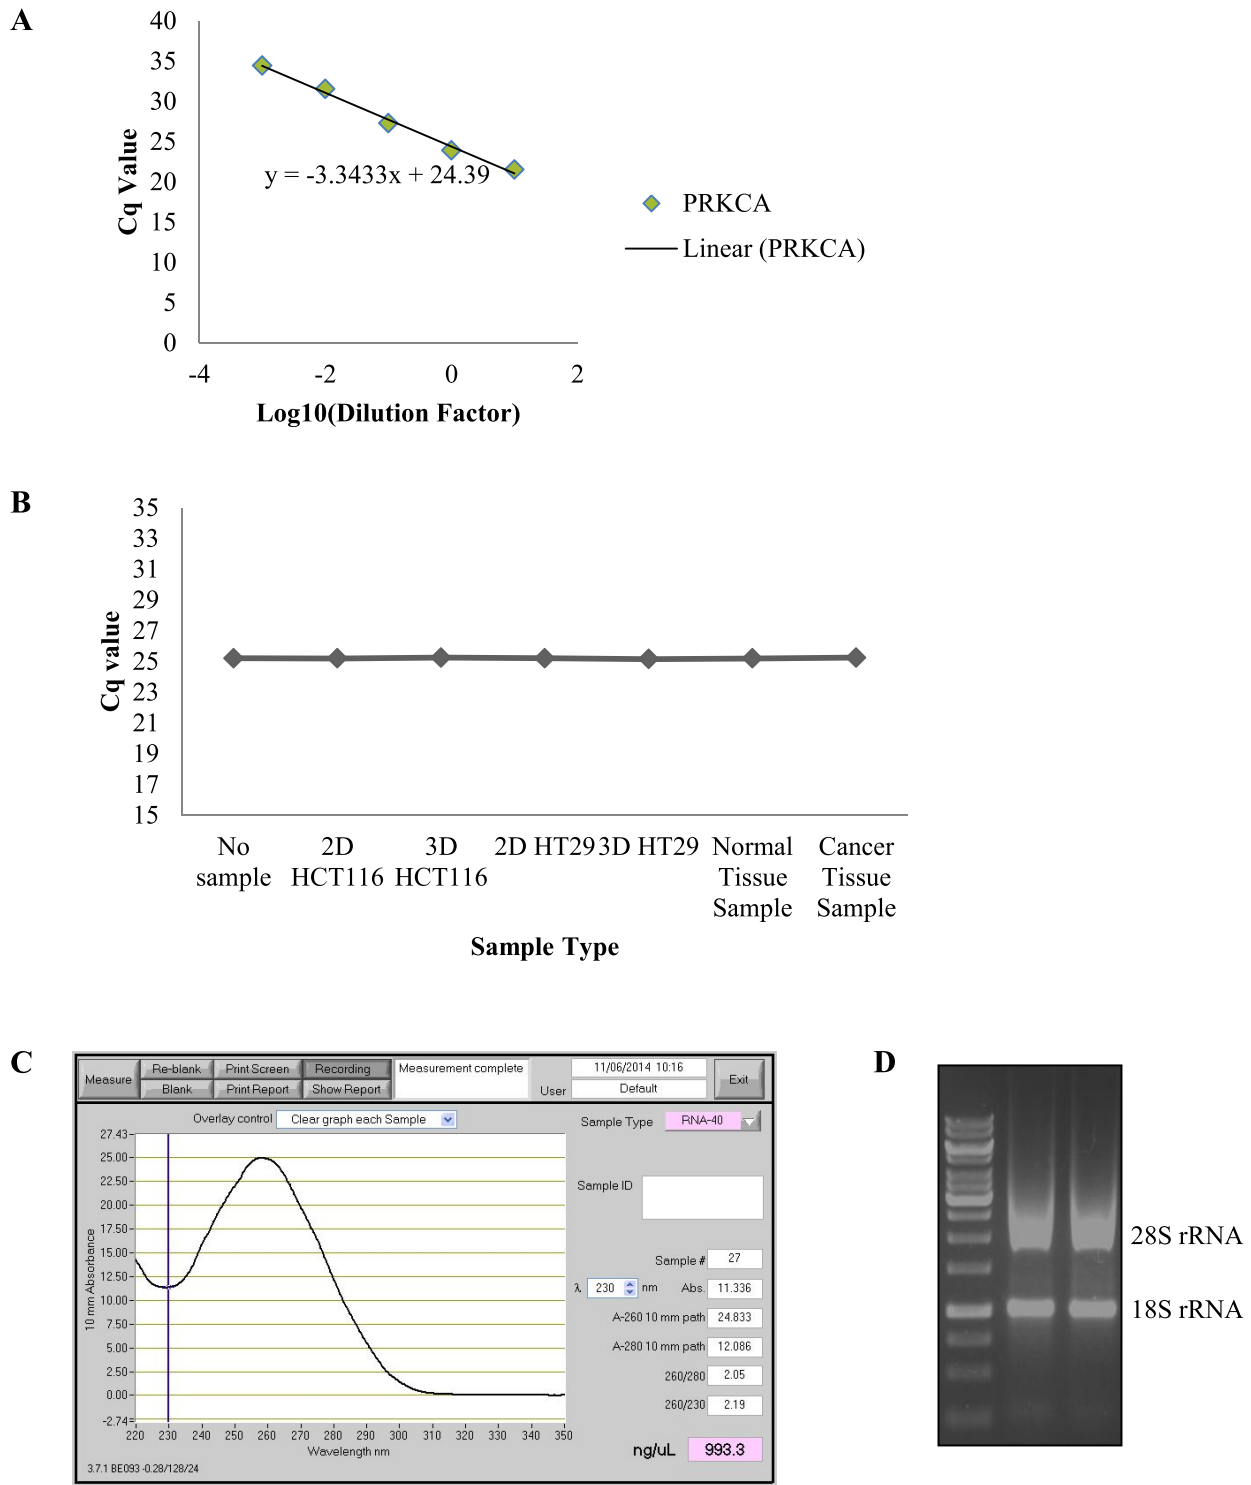 A
40
35
30
25
20
15
10
5
0
Cq Value
y = -3.3433x + 24.39
-4 -2 0 2
Log10(Dilution Factor)
PRKCA
Linear (PRKCA)
B
35
33
31
29
27
25
23
21
19
17
15
Cq value
No sample
2D HCT116
3D HCT116
2D HT29
3D HT29
Normal Tissue Sample
Cancer Tissue Sample
Sample Type
C
Measure
Re-blank
Print Screen
Recording
Blank
Print Report
Show Report
Measurement complete
User
11/06/2014 10:16
Default
Exit
Overlay control Clear graph each Sample
Sample Type RNA-40
27.43
25.00
22.50
20.00
17.50
15.00
12.50
10.00
7.50
5.00
2.50
0.00
-2.74
10 mm Absorbance
220 230 240 250 260 270 280 290 300 310 320 330 340 350
Wavelength nm
Sample ID
Sample # 27
λ 230 nm Abs. 11.336
A-260 10 mm path 24.833
A-280 10 mm path 12.086
260/280 2.05
260/230 2.19
ng/uL 993.3
3.7.1 BE093 -0.28/128/24
D
28S rRNA
18S rRNA